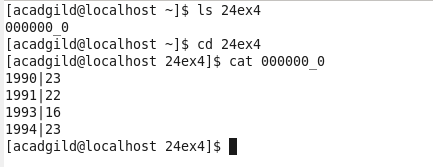 [acadgild@localhost ~]$ ls 24ex4
000000_0
[acadgild@localhost ~]$ cd 24ex4
[acadgild@localhost 24ex4]$ cat 000000_0
1990|23
1991|22
1993|16
1994|23
[acadgild@localhost 24ex4]$